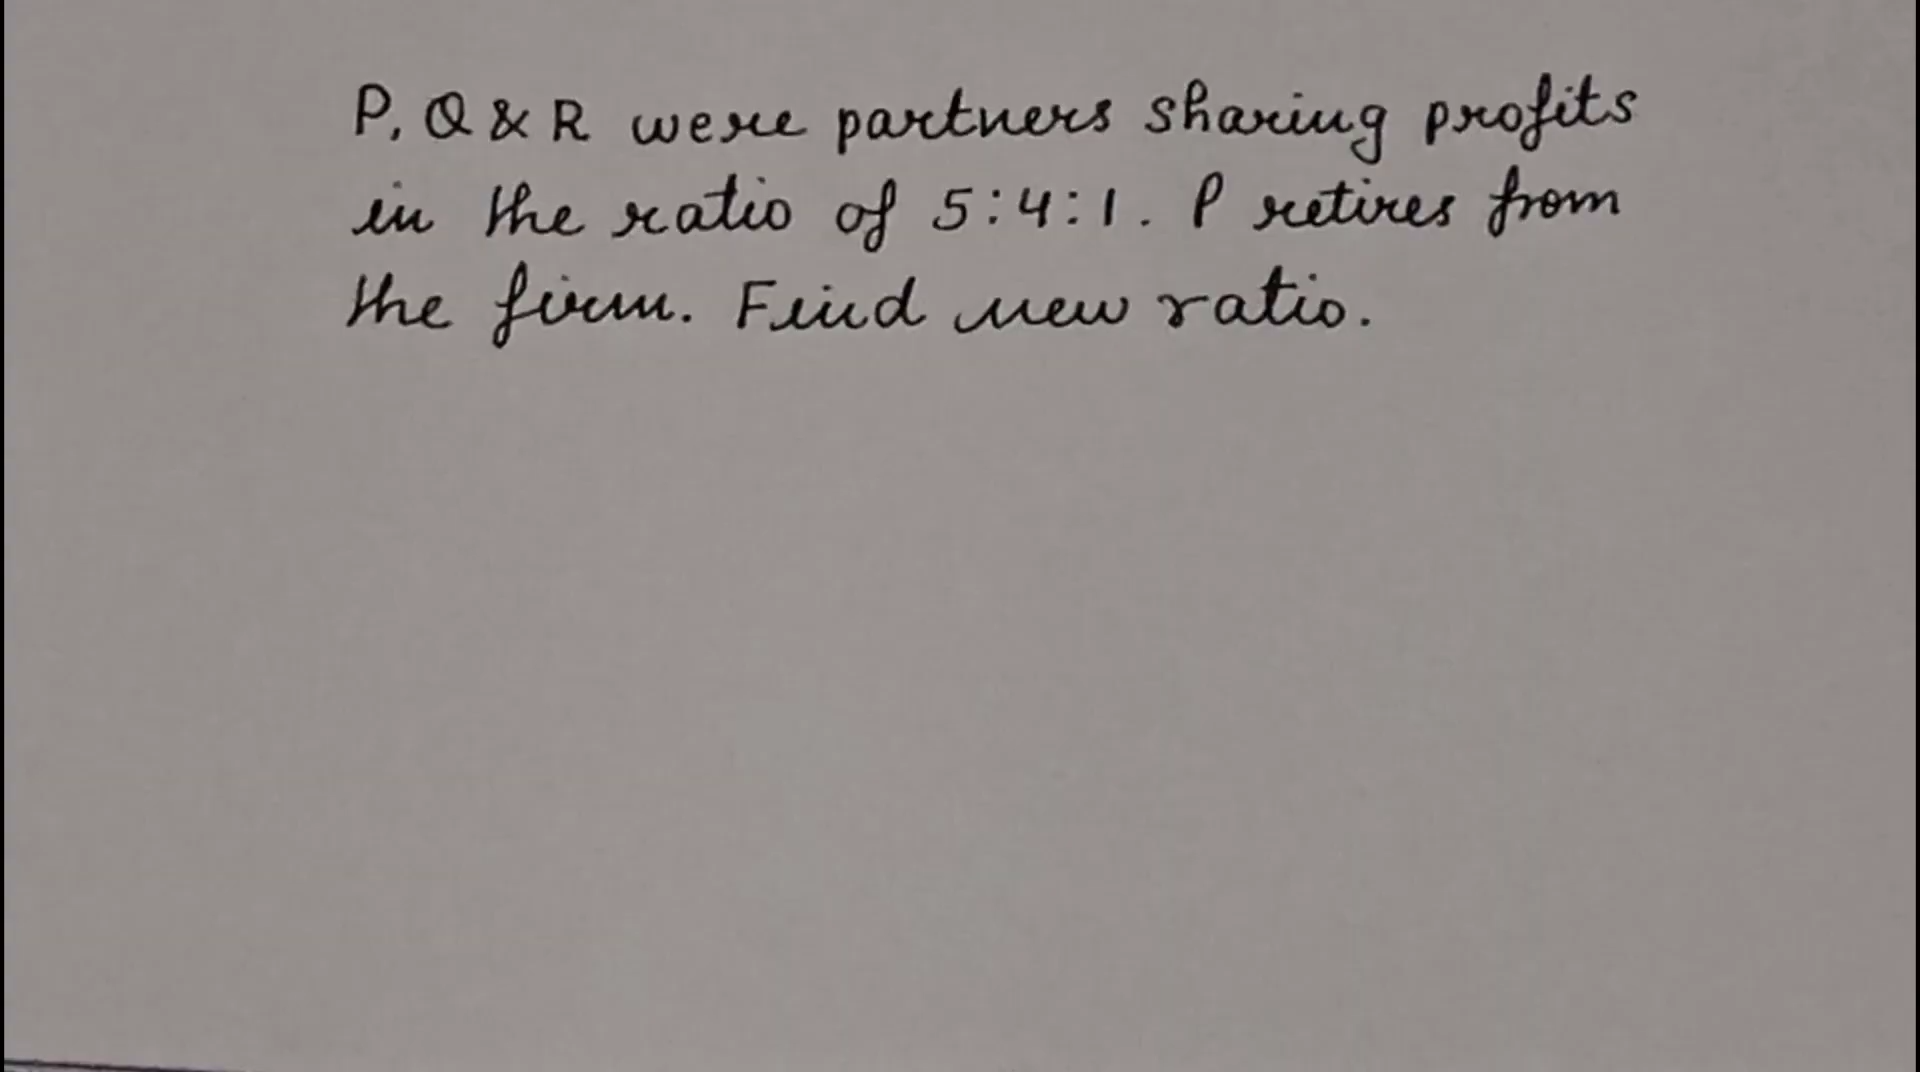 P, Q & R were partners sharing profits
in the ratio of 5:4:1. P retires from
the firm. Find new ratio.